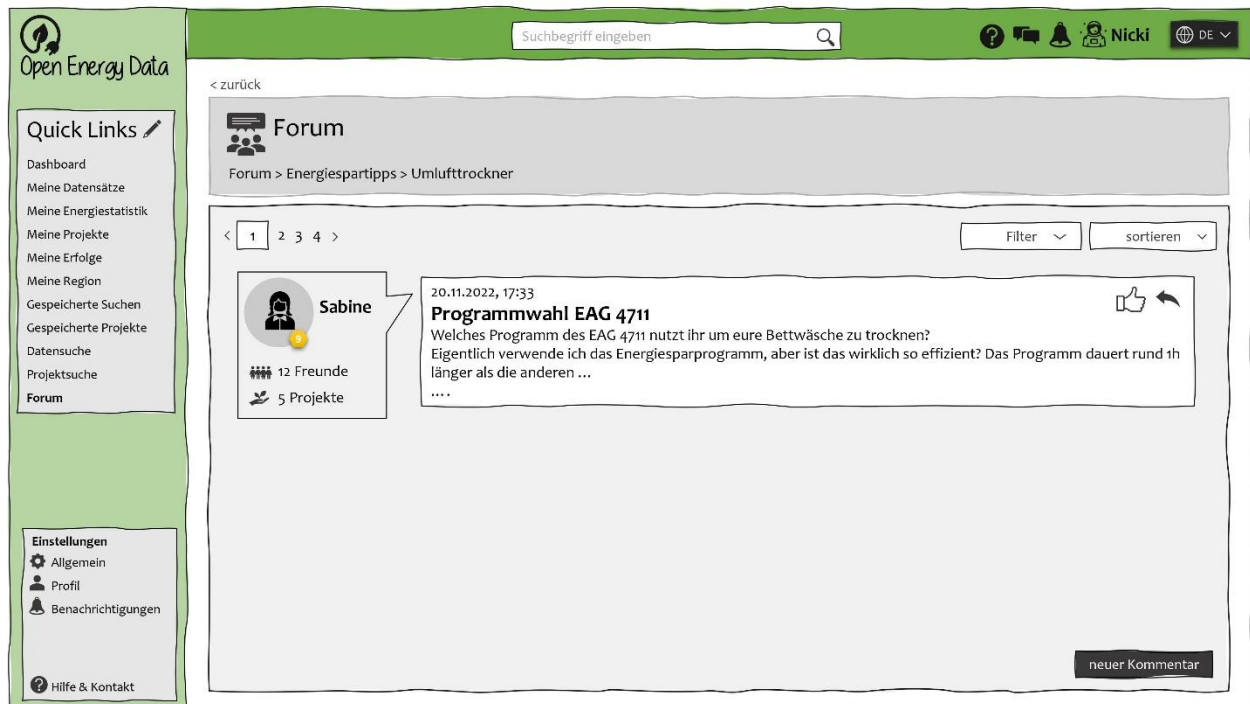 Open Energy Data
Suchbegriff eingeben
Nicki
DE
Quick Links
Dashboard
Meine Datensätze
Meine Energiestatistik
Meine Projekte
Meine Erfolge
Meine Region
Gespeicherte Suchen
Gespeicherte Projekte
Datensuche
Projektsuche
Forum
Einstellungen
Allgemein
Profil
Benachrichtigungen
Hilfe & Kontakt
< zurück
Forum
Forum > Energiespartipps > Umlufttrockner
< 1 2 3 4 >
Filter
sortieren
Sabine
9
12 Freunde
5 Projekte
20.11.2022, 17:33
Programmwahl EAG 4711
Welches Programm des EAG 4711 nutzt ihr um eure Bettwäsche zu trocknen?
Eigentlich verwende ich das Energiesparprogramm, aber ist das wirklich so effizient? Das Programm dauert rund 1h
länger als die anderen ...
....
neuer Kommentar